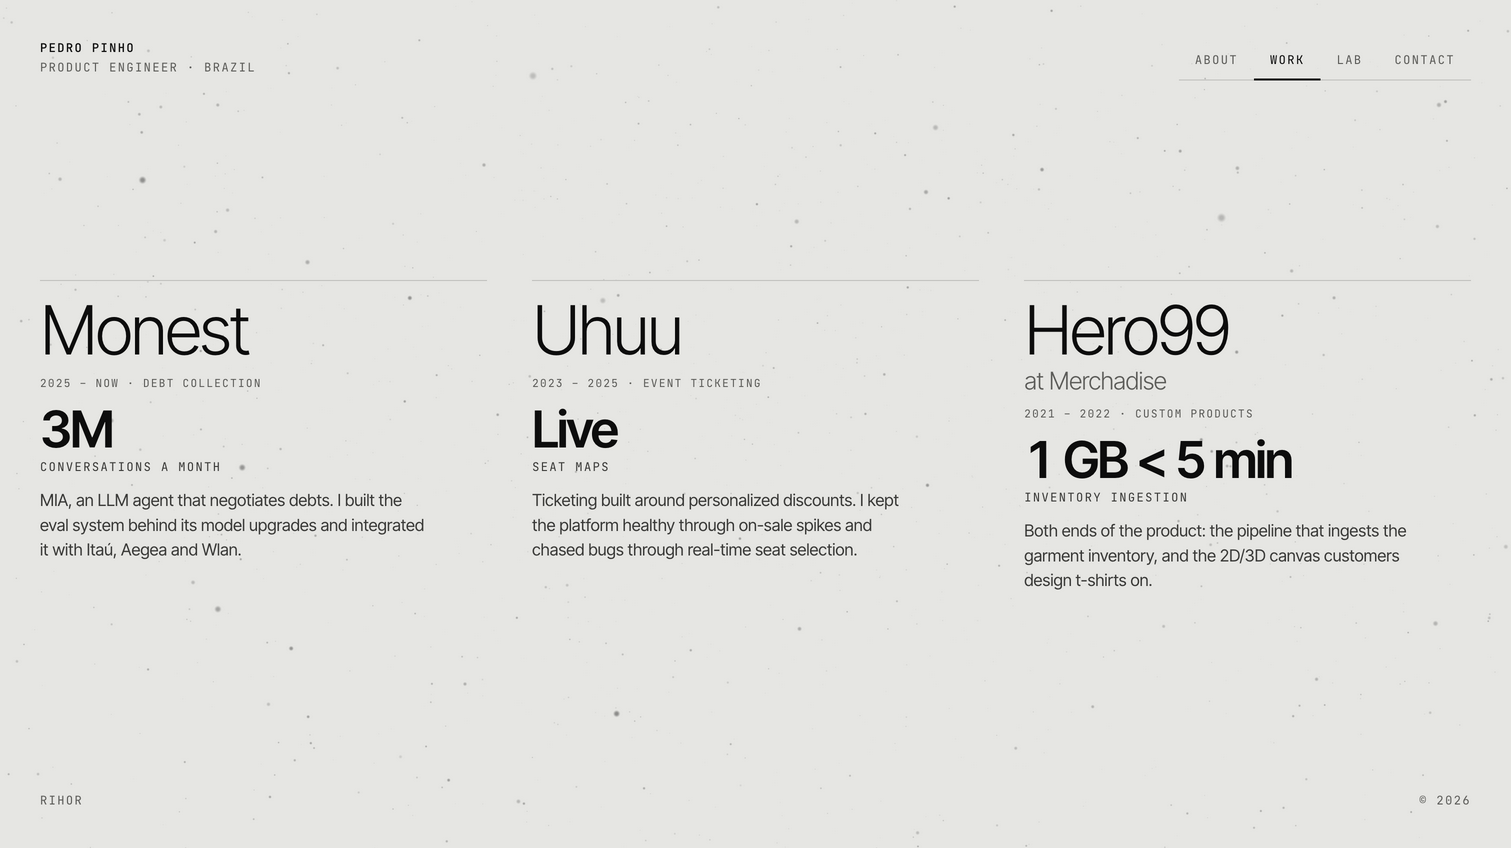 PEDRO PINHO
PRODUCT ENGINEER · BRAZIL
ABOUT WORK LAB CONTACT
Monest
2025 – NOW · DEBT COLLECTION
3M
CONVERSATIONS A MONTH
MIA, an LLM agent that negotiates debts. I built the
eval system behind its model upgrades and integrated
it with Itaú, Aegea and Wlan.
Uhuu
2023 – 2025 · EVENT TICKETING
Live
SEAT MAPS
Ticketing built around personalized discounts. I kept
the platform healthy through on-sale spikes and
chased bugs through real-time seat selection.
Hero99
at Merchadise
2021 – 2022 · CUSTOM PRODUCTS
1 GB < 5 min
INVENTORY INGESTION
Both ends of the product: the pipeline that ingests the
garment inventory, and the 2D/3D canvas customers
design t-shirts on.
RIHOR
© 2026